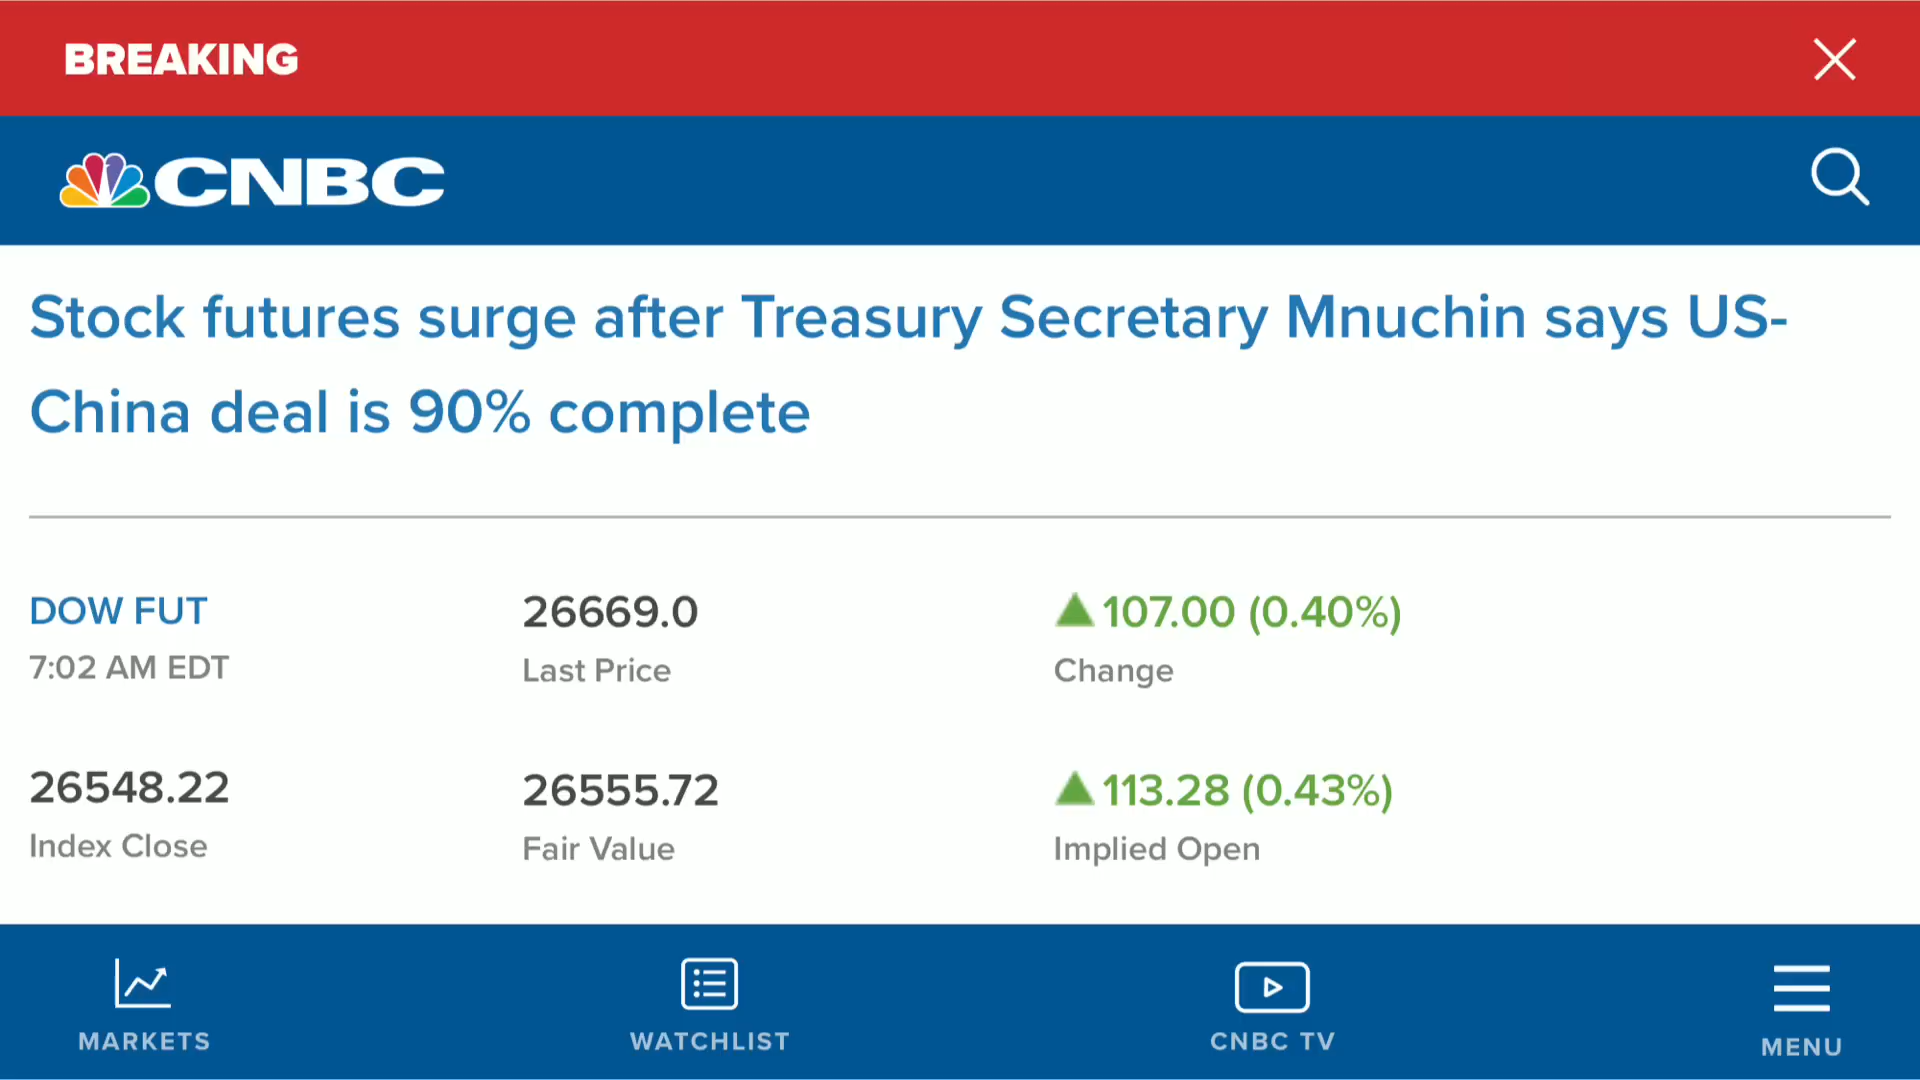 BREAKING
CNBC
Stock futures surge after Treasury Secretary Mnuchin says US-
China deal is 90% complete
DOW FUT
7:02 AM EDT
26669.0
Last Price
107.00 (0.40%)
Change
26548.22
Index Close
26555.72
Fair Value
113.28 (0.43%)
Implied Open
MARKETS
WATCHLIST
CNBC TV
MENU